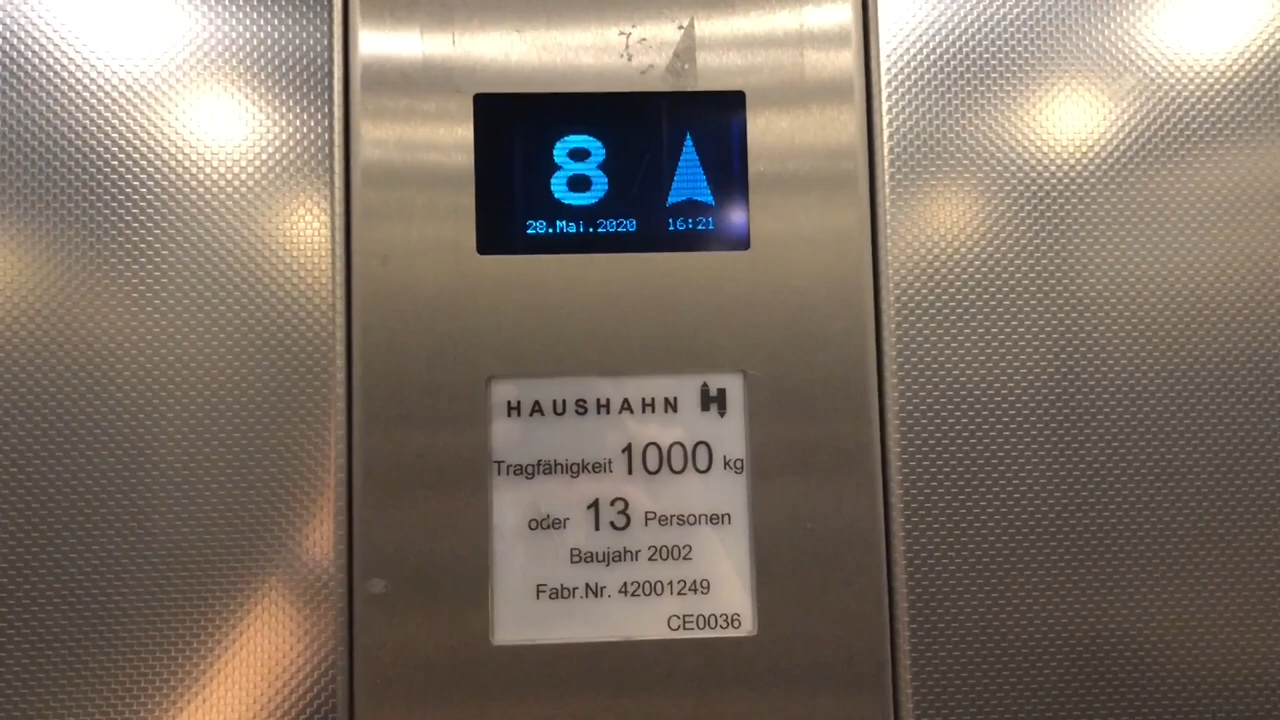 8
28.Mai.2020 16:21
HAUSHAHN H
Tragfähigkeit 1000 kg
oder 13 Personen
Baujahr 2002
Fabr.Nr. 42001249
CE0036